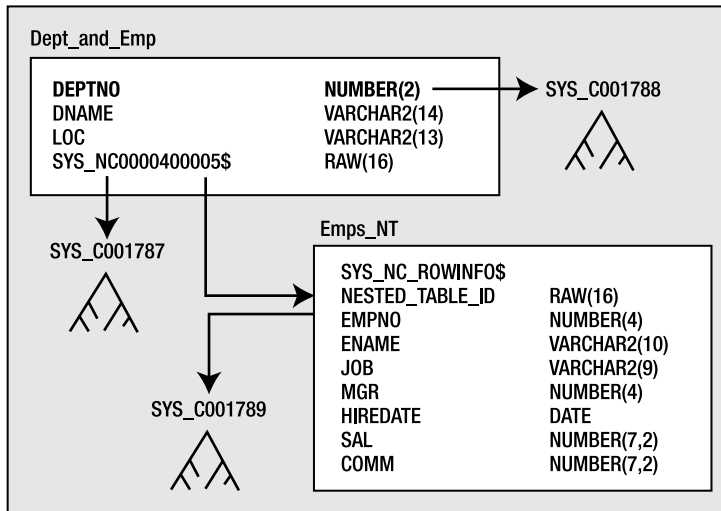 Dept_and_Emp
DEPTNO NUMBER(2)
DNAME VARCHAR2(14)
LOC VARCHAR2(13)
SYS_NC0000400005$ RAW(16)
SYS_C001788
SYS_C001787
Emps_NT
SYS_NC_ROWINFO$
NESTED_TABLE_ID RAW(16)
EMPNO NUMBER(4)
ENAME VARCHAR2(10)
JOB VARCHAR2(9)
MGR NUMBER(4)
HIREDATE DATE
SAL NUMBER(7,2)
COMM NUMBER(7,2)
SYS_C001789